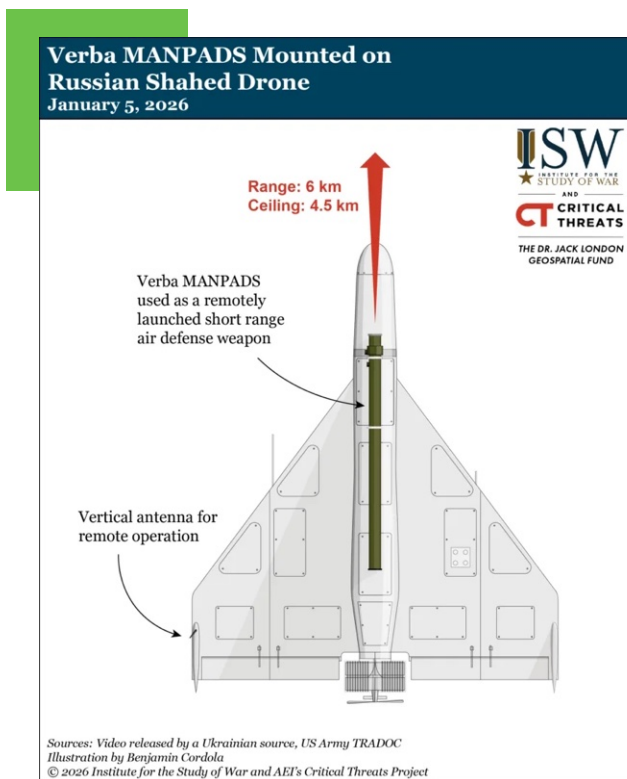 Verba MANPADS Mounted on
Russian Shahed Drone
January 5, 2026
ISW
INSTITUTE FOR THE
STUDY OF WAR
AND
CT CRITICAL
THREATS
THE DR. JACK LONDON
GEOSPATIAL FUND
Range: 6 km
Ceiling: 4.5 km
Verba MANPADS
used as a remotely
launched short range
air defense weapon
Vertical antenna for
remote operation
Sources: Video released by a Ukrainian source, US Army TRADOC
Illustration by Benjamin Cordola
© 2026 Institute for the Study of War and AEI's Critical Threats Project